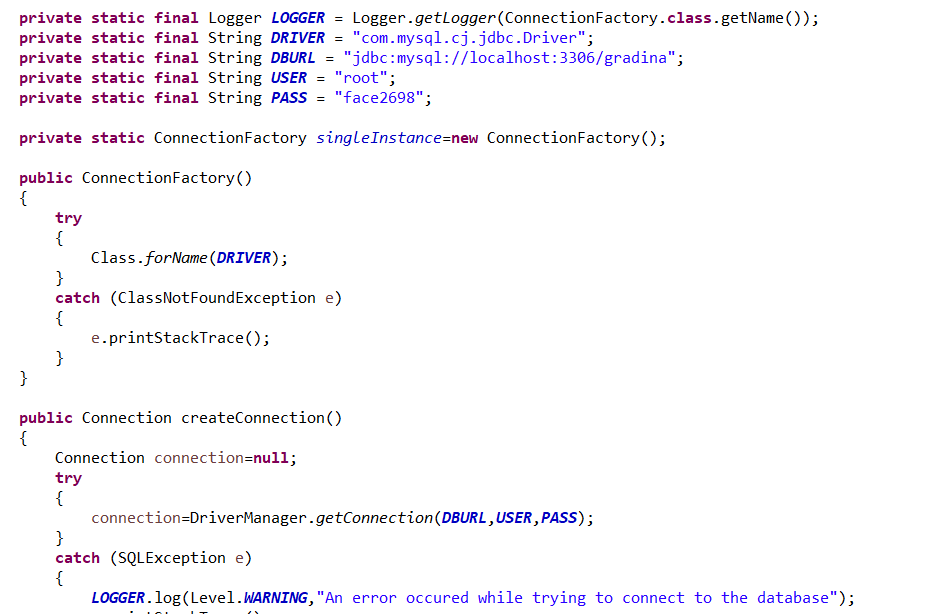 private static final Logger LOGGER = Logger.getLogger(ConnectionFactory.class.getName());
private static final String DRIVER = "com.mysql.cj.jdbc.Driver";
private static final String DBURL = "jdbc:mysql://localhost:3306/gradina";
private static final String USER = "root";
private static final String PASS = "face2698";
private static ConnectionFactory singleInstance=new ConnectionFactory();
public ConnectionFactory()
{
try
{
Class.forName(DRIVER);
}
catch (ClassNotFoundException e)
{
e.printStackTrace();
}
}
public Connection createConnection()
{
Connection connection=null;
try
{
connection=DriverManager.getConnection(DBURL,USER,PASS);
}
catch (SQLException e)
{
LOGGER.log(Level.WARNING,"An error occured while trying to connect to the database");